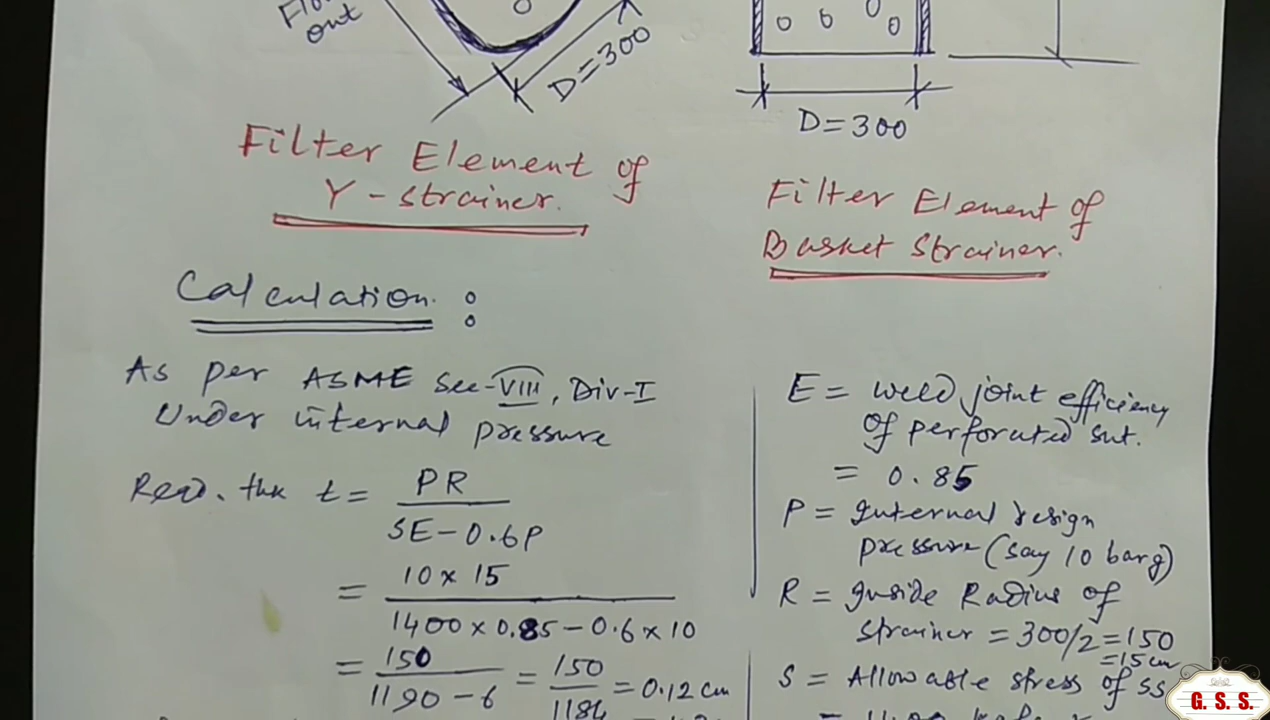 Flow
out
D=300
D=300
Filter Element of
Y-strainer.
Filter Element of
Basket Strainer.
Calculation :
As per ASME Sec-VIII, Div-I
Under internal pressure
Reqd. thk t = PR
SE-0.6P
= 10 x 15
1400 x 0.85 - 0.6 x 10
= 150
1190 - 6
= 150
1184
= 0.12 cm
E = weld joint efficiency
of perforated sht.
= 0.85
P = Internal design
pressure (say 10 barg)
R = Inside Radius of
strainer = 300/2 = 150
= 15 cm
S = Allowable stress of SS
G. S. S.